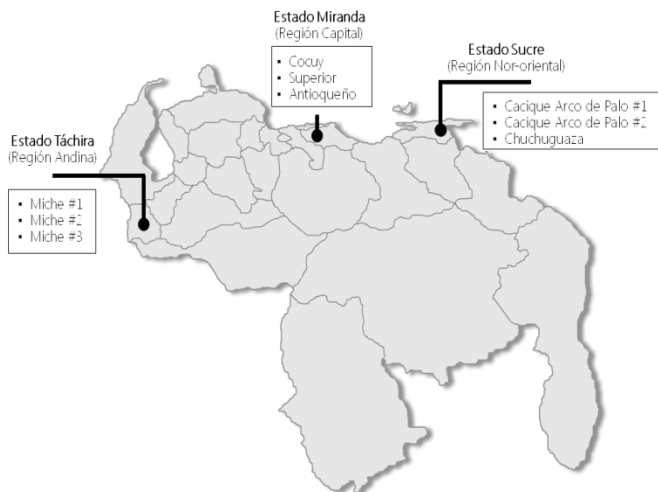 Estado Miranda
(Región Capital)
▪ Cocuy
▪ Superior
▪ Antioqueño
Estado Sucre
(Región Nor-oriental)
▪ Cacique Arco de Palo #1
▪ Cacique Arco de Palo #2
▪ Chuchuguaza
Estado Táchira
(Región Andina)
▪ Miche #1
▪ Miche #2
▪ Miche #3